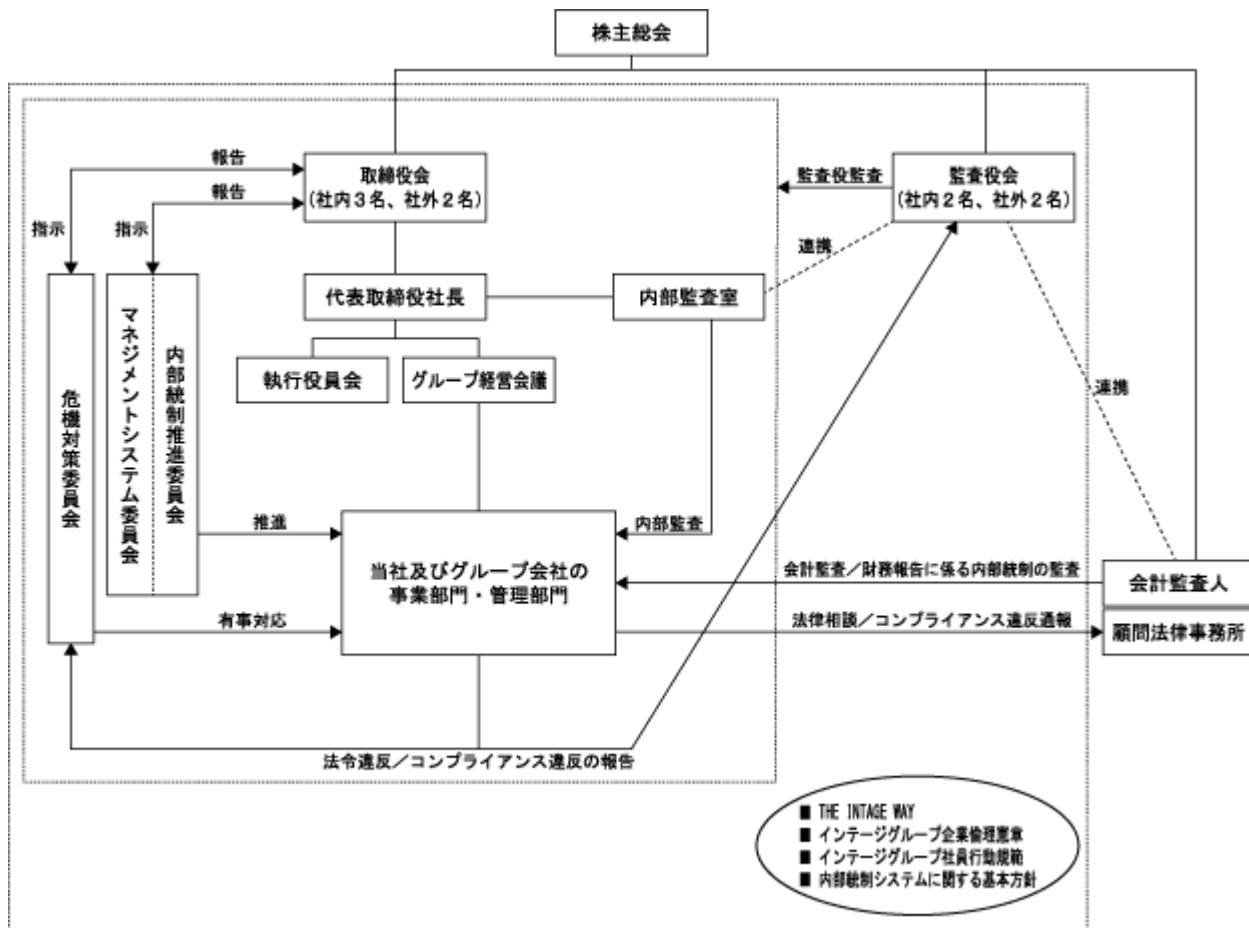 株主総会
報告
取締役会
(社内3名、社外2名)
監査役監査
監査役会
(社内2名、社外2名)
報告
指示
指示
連携
代表取締役社長
内部監査室
執行役員会
グループ経営会議
危機対策委員会
マネジメントシステム委員会
内部統制推進委員会
連携
推進
内部監査
当社及びグループ会社の
事業部門・管理部門
会計監査/財務報告に係る内部統制の監査
会計監査人
有事対応
法律相談/コンプライアンス違反通報
顧問法律事務所
法令違反/コンプライアンス違反の報告
■ THE INTAGE WAY
■ インテージグループ企業倫理憲章
■ インテージグループ社員行動規範
■ 内部統制システムに関する基本方針